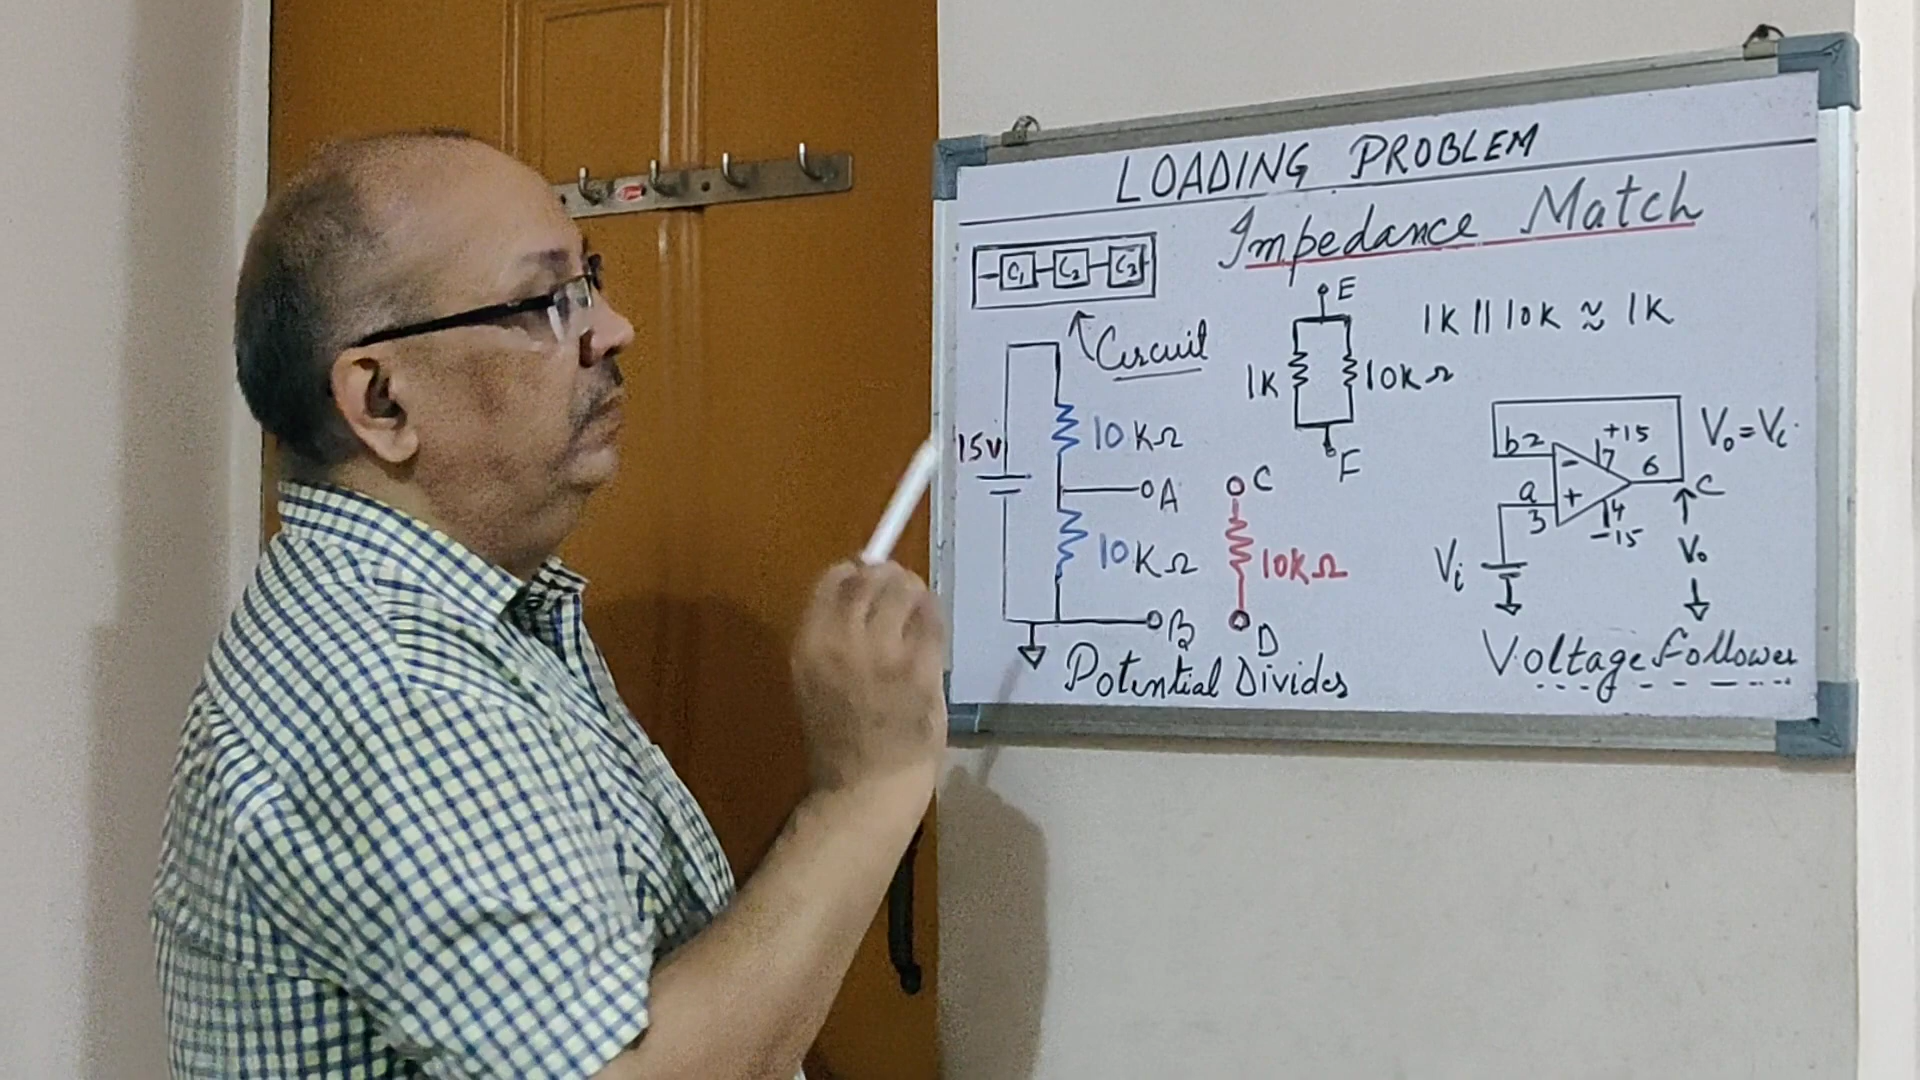 LOADING PROBLEM
Impedance Match
C1 C2 C3
Circuit
E
1K || 10K ≈ 1K
1K 10KΩ
F
15V
10KΩ
A
10KΩ
B
C
10KΩ
D
Potential Divider
b 2 - +15 7 6 Vo = Vi
a 3 + 4 -15 C
Vi Vo
Voltage Follower